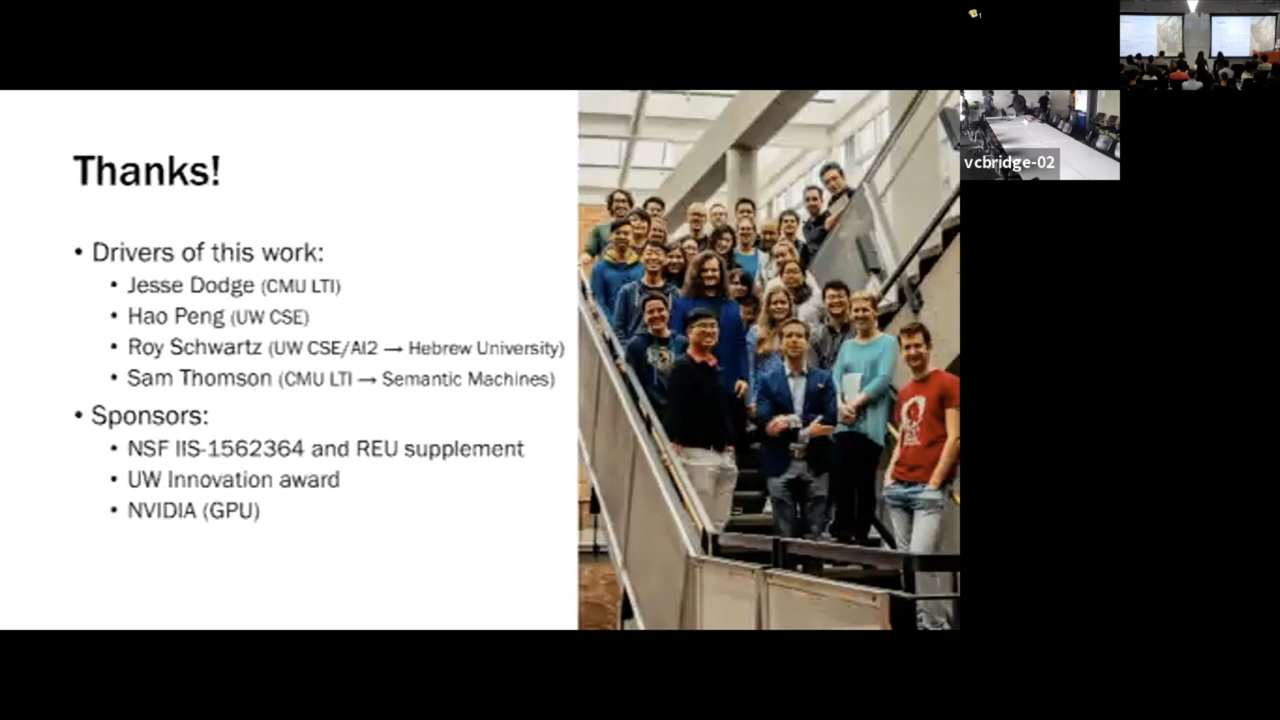 Thanks!
• Drivers of this work:
• Jesse Dodge (CMU LTI)
• Hao Peng (UW CSE)
• Roy Schwartz (UW CSE/AI2 → Hebrew University)
• Sam Thomson (CMU LTI → Semantic Machines)
• Sponsors:
• NSF IIS-1562364 and REU supplement
• UW Innovation award
• NVIDIA (GPU)
vcbridge-02